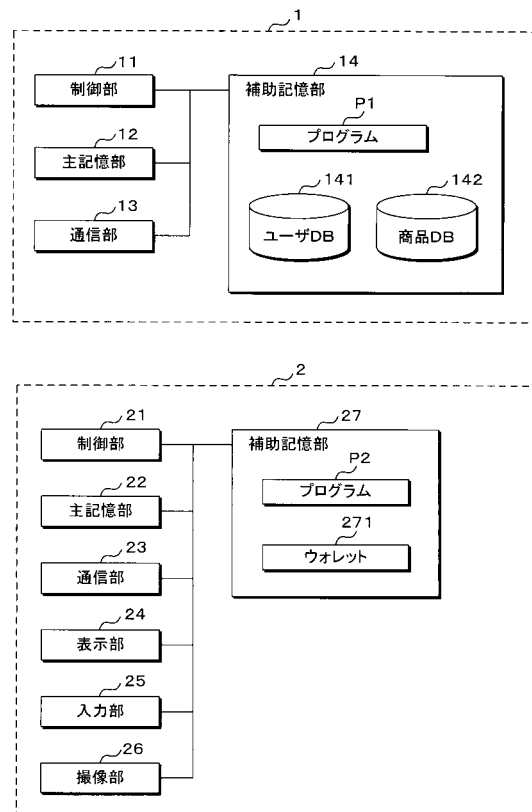 1
11
制御部
12
主記憶部
13
通信部
14
補助記憶部
P1
プログラム
141
ユーザDB
142
商品DB
2
21
制御部
22
主記憶部
23
通信部
24
表示部
25
入力部
26
撮像部
27
補助記憶部
P2
プログラム
271
ウォレット